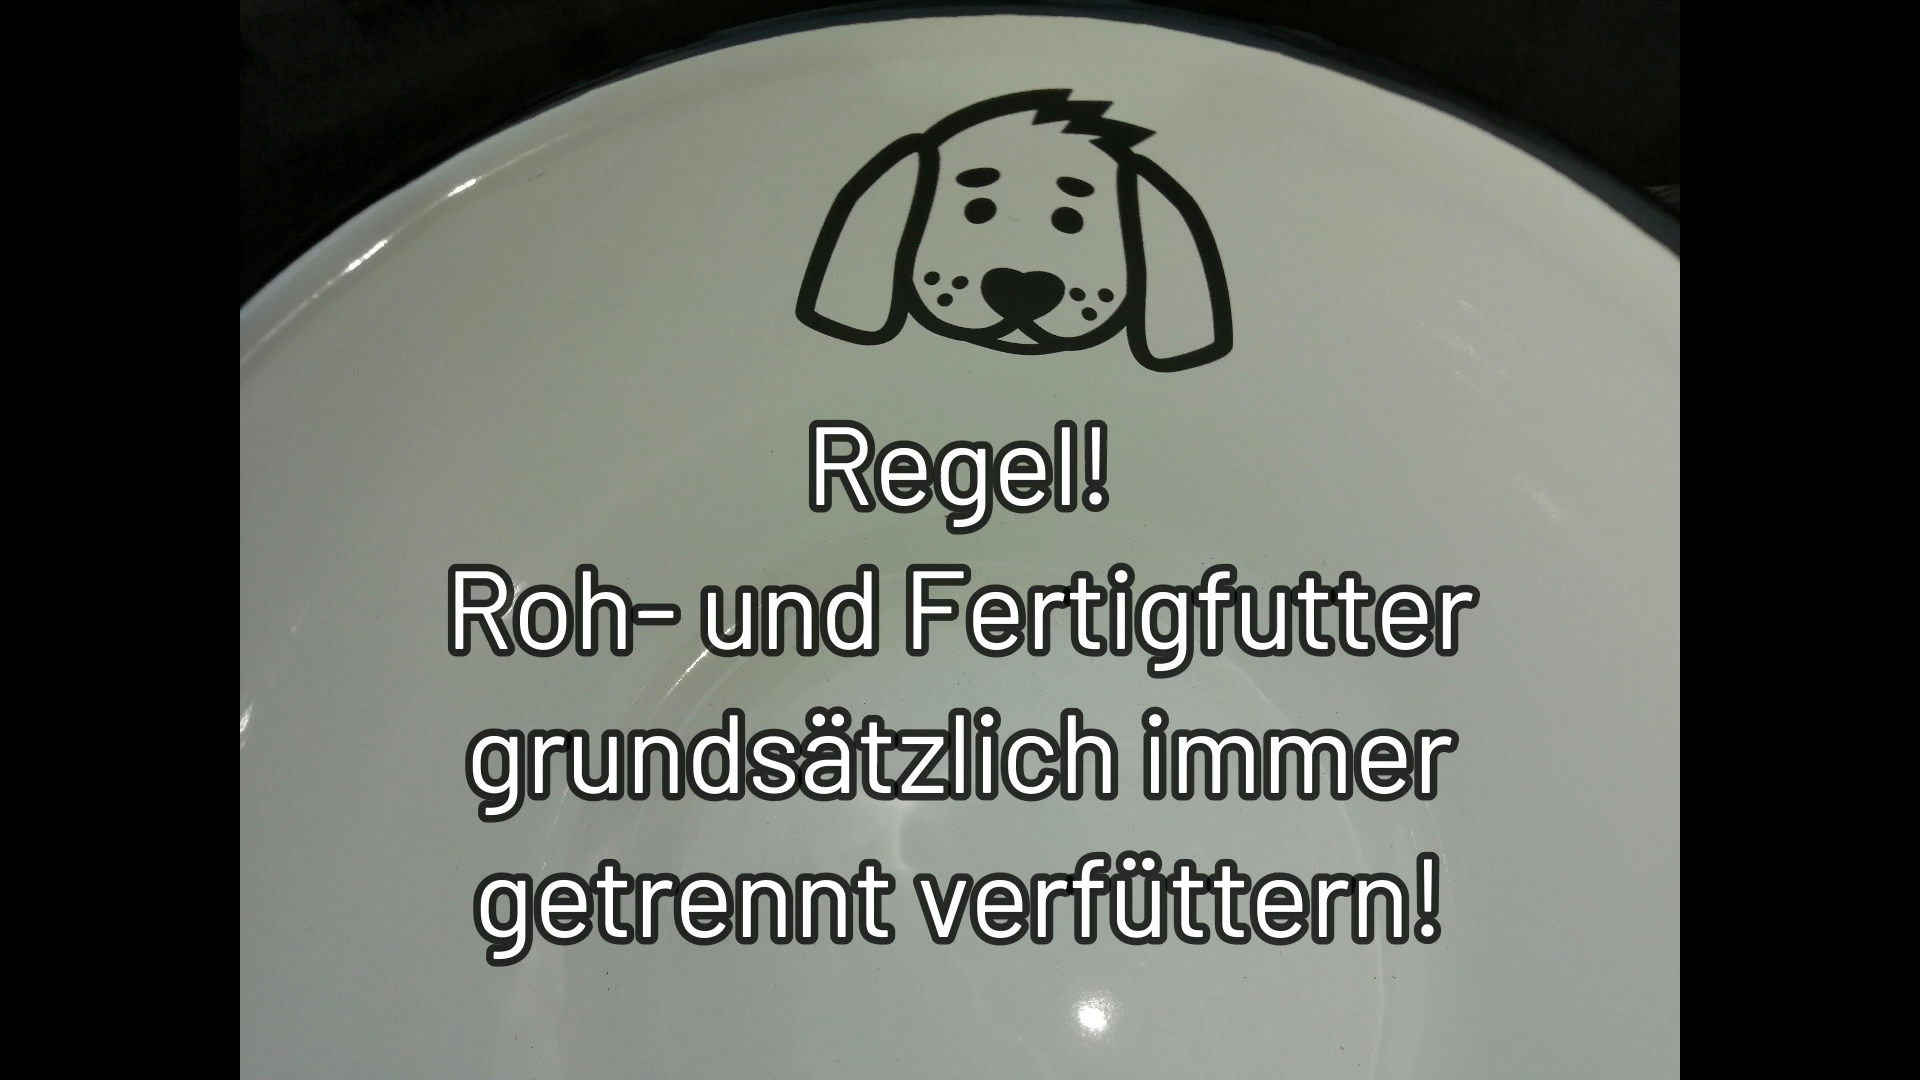 Regel!
Roh- und Fertigfutter
grundsätzlich immer
getrennt verfüttern!